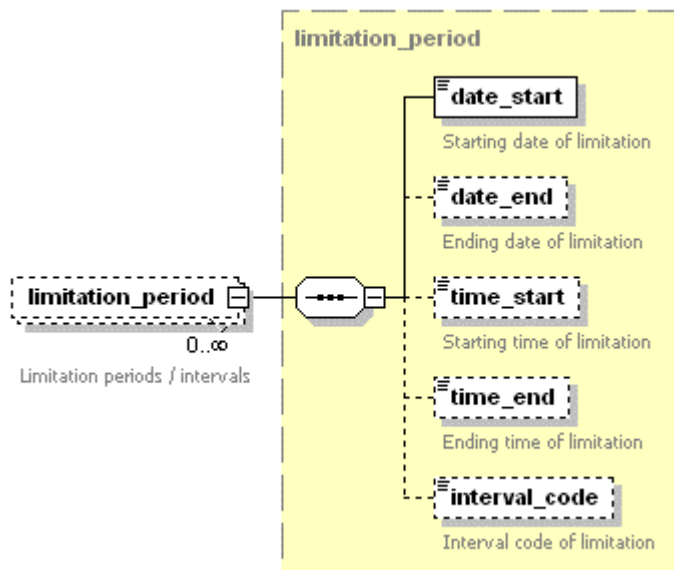 limitation_period
date_start
Starting date of limitation
date_end
Ending date of limitation
limitation_period
0..∞
Limitation periods / intervals
time_start
Starting time of limitation
time_end
Ending time of limitation
interval_code
Interval code of limitation